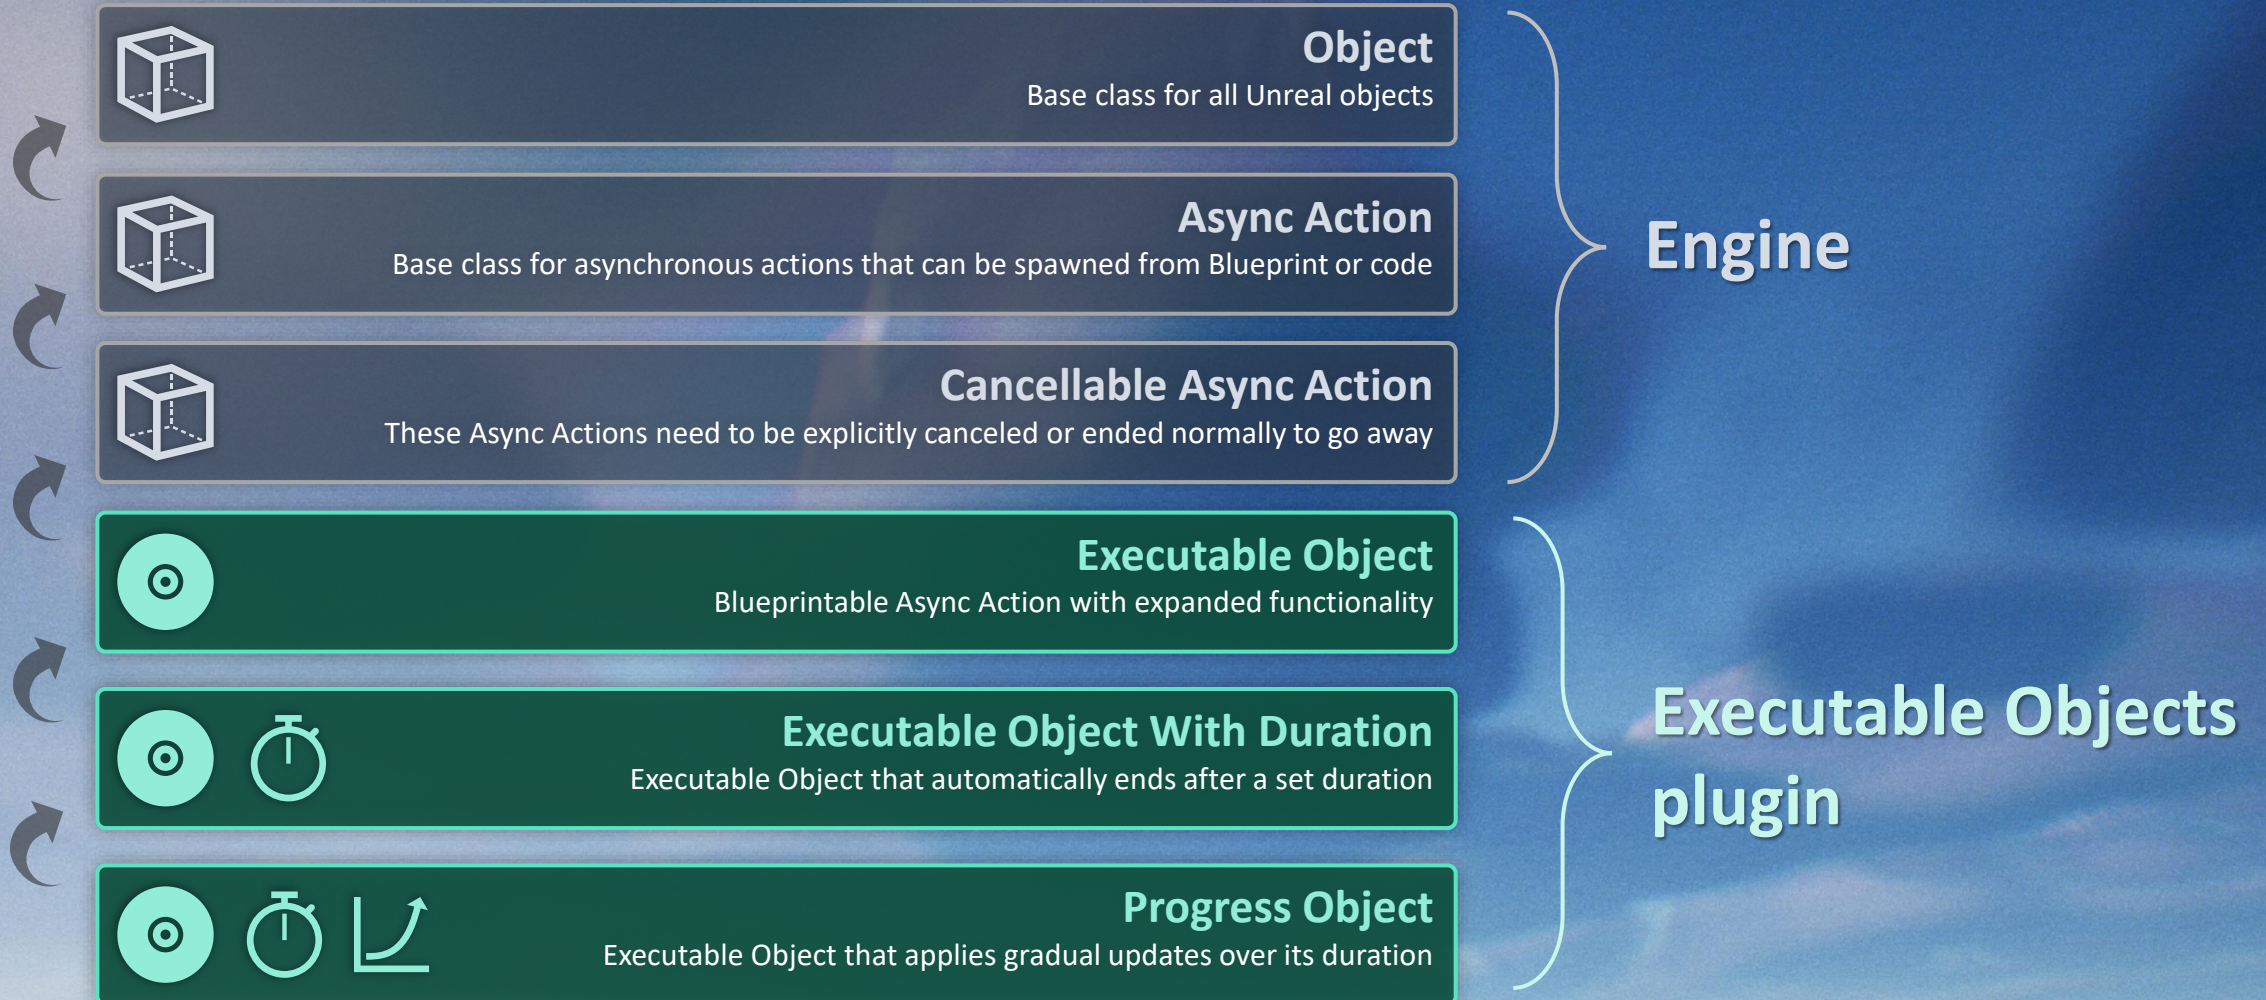 Object
Base class for all Unreal objects
Async Action
Base class for asynchronous actions that can be spawned from Blueprint or code
Cancellable Async Action
These Async Actions need to be explicitly canceled or ended normally to go away
Engine
Executable Object
Blueprintable Async Action with expanded functionality
Executable Object With Duration
Executable Object that automatically ends after a set duration
Progress Object
Executable Object that applies gradual updates over its duration
Executable Objects
plugin